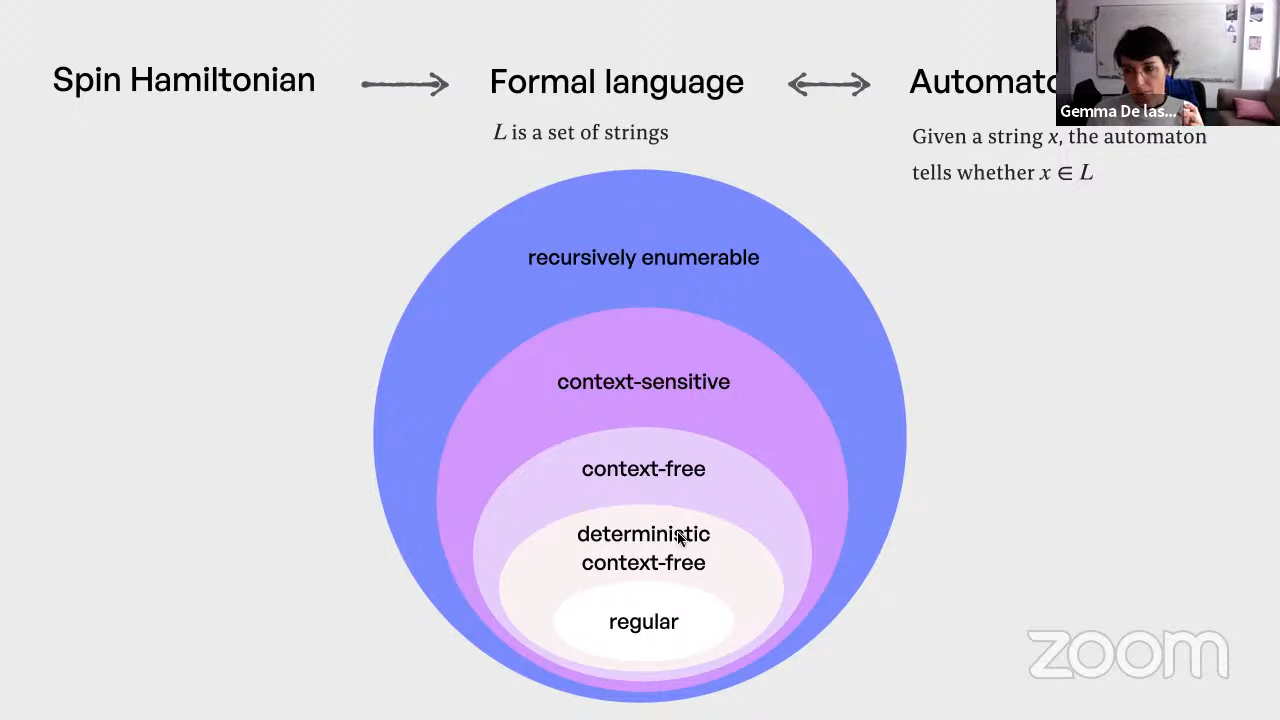 Spin Hamiltonian
Formal language
Automato
Gemma De las...
L is a set of strings
Given a string x, the automaton
tells whether x ∈ L
recursively enumerable
context-sensitive
context-free
deterministic
context-free
regular
zoom